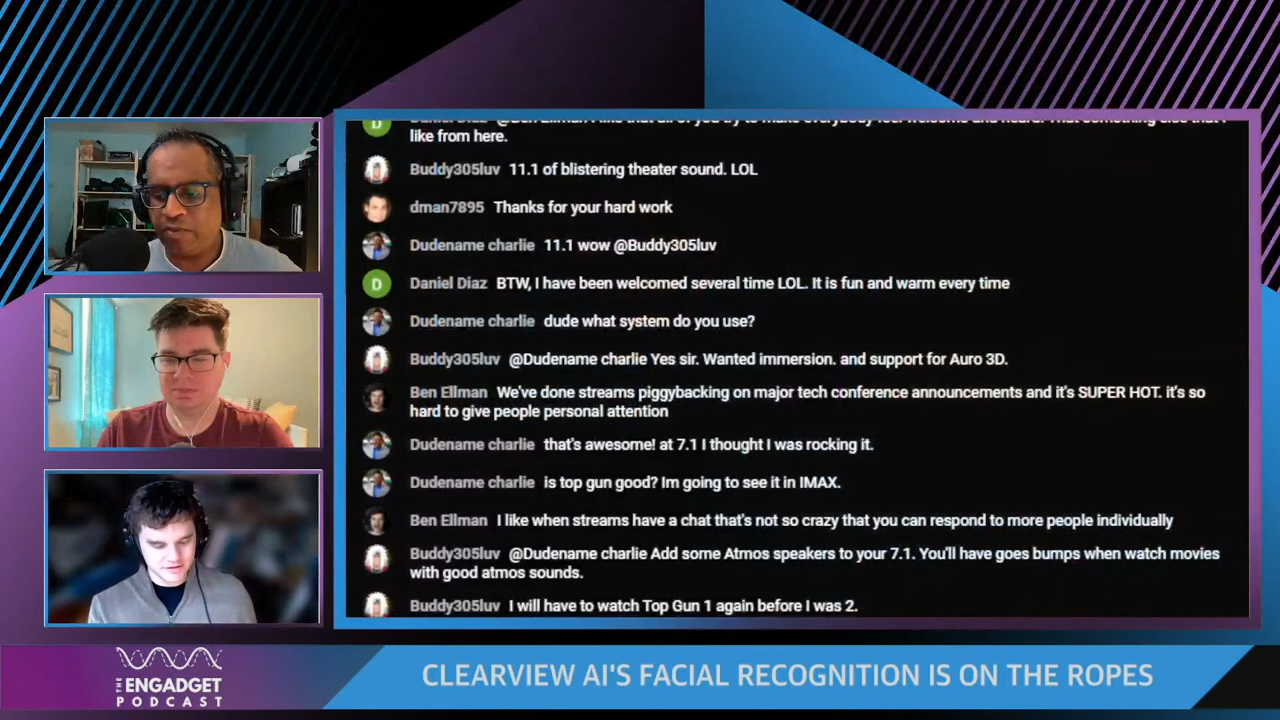 D
like from here.
Buddy305luv 11.1 of blistering theater sound. LOL
dman7895 Thanks for your hard work
Dudename charlie 11.1 wow @Buddy305luv
D
Daniel Diaz BTW, I have been welcomed several time LOL. It is fun and warm every time
Dudename charlie dude what system do you use?
Buddy305luv @Dudename charlie Yes sir. Wanted immersion. and support for Auro 3D.
Ben Ellman We've done streams piggybacking on major tech conference announcements and it's SUPER HOT. it's so
hard to give people personal attention
Dudename charlie that's awesome! at 7.1 I thought I was rocking it.
Dudename charlie is top gun good? Im going to see it in IMAX.
Ben Ellman I like when streams have a chat that's not so crazy that you can respond to more people individually
Buddy305luv @Dudename charlie Add some Atmos speakers to your 7.1. You'll have goes bumps when watch movies
with good atmos sounds.
Buddy305luv I will have to watch Top Gun 1 again before I was 2.
THE
ENGADGET
PODCAST
CLEARVIEW AI'S FACIAL RECOGNITION IS ON THE ROPES